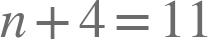 n + 4 = 11